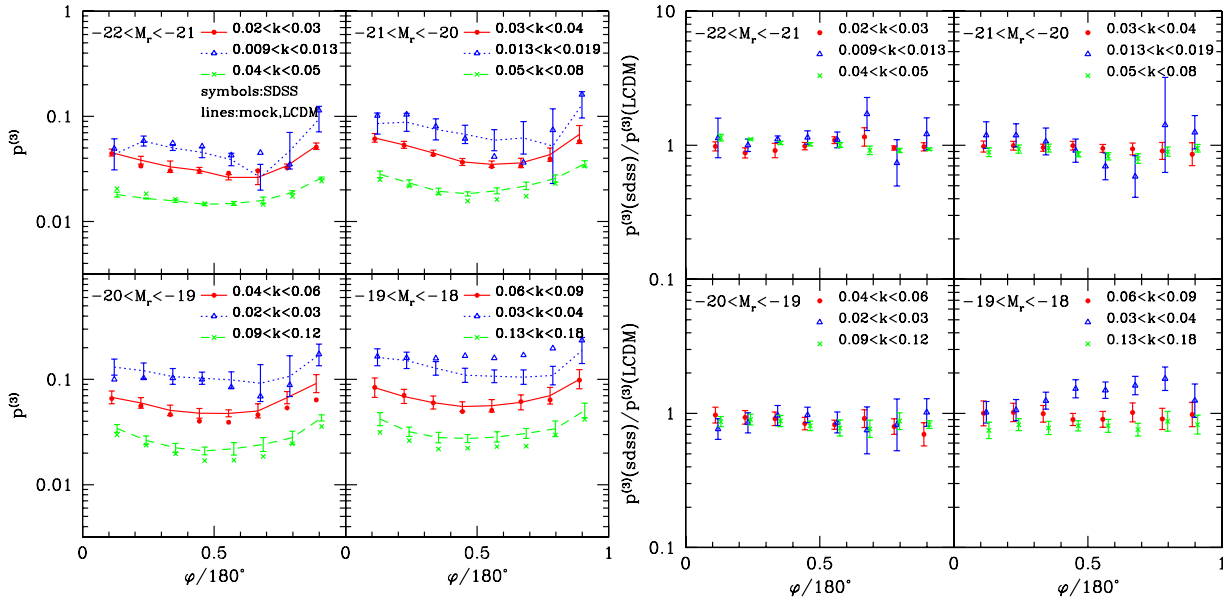 −22<M_r<−21
0.02<k<0.03
0.009<k<0.013
0.04<k<0.05
symbols:SDSS
lines:mock,LCDM
−21<M_r<−20
0.03<k<0.04
0.013<k<0.019
0.05<k<0.08
1
0.1
0.01
p^(3)
−20<M_r<−19
0.04<k<0.06
0.02<k<0.03
0.09<k<0.12
−19<M_r<−18
0.06<k<0.09
0.03<k<0.04
0.13<k<0.18
0.1
0.01
p^(3)
0 0.5 0 0.5 1
φ/180° φ/180°
−22<M_r<−21
0.02<k<0.03
0.009<k<0.013
0.04<k<0.05
−21<M_r<−20
0.03<k<0.04
0.013<k<0.019
0.05<k<0.08
10
1
0.1
p^(3)(sdss)/p^(3)(LCDM)
−20<M_r<−19
0.04<k<0.06
0.02<k<0.03
0.09<k<0.12
−19<M_r<−18
0.06<k<0.09
0.03<k<0.04
0.13<k<0.18
1
0.1
p^(3)(sdss)/p^(3)(LCDM)
0 0.5 0 0.5 1
φ/180° φ/180°